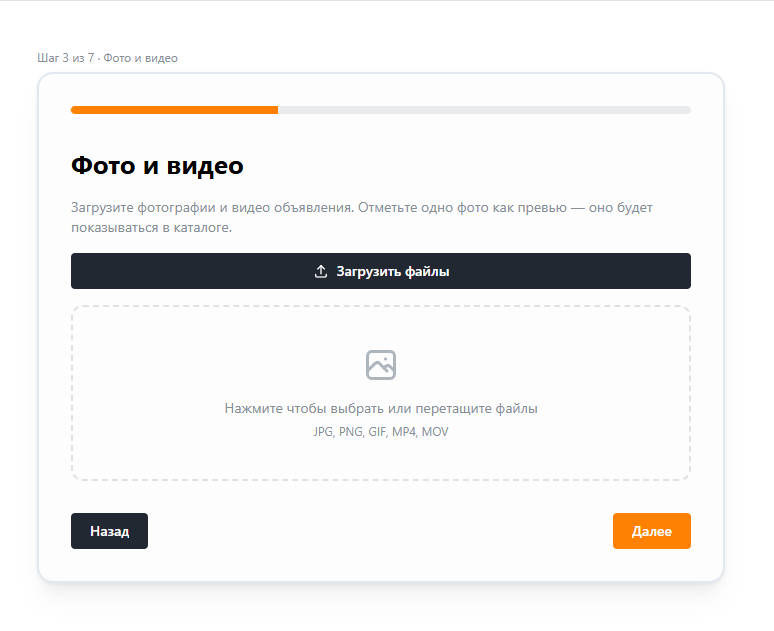 Шаг 3 из 7 · Фото и видео
Фото и видео
Загрузите фотографии и видео объявления. Отметьте одно фото как превью — оно будет
показываться в каталоге.
Загрузить файлы
Нажмите чтобы выбрать или перетащите файлы
JPG, PNG, GIF, MP4, MOV
Назад
Далее